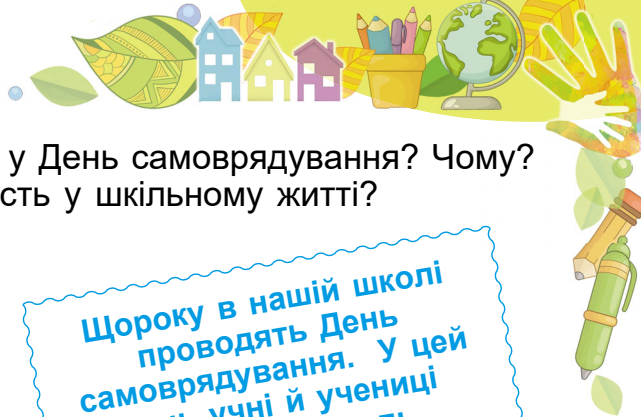 у День самоврядування? Чому?
сть у шкільному житті?
Щороку в нашій школі
проводять День
самоврядування. У цей
учні й учениці